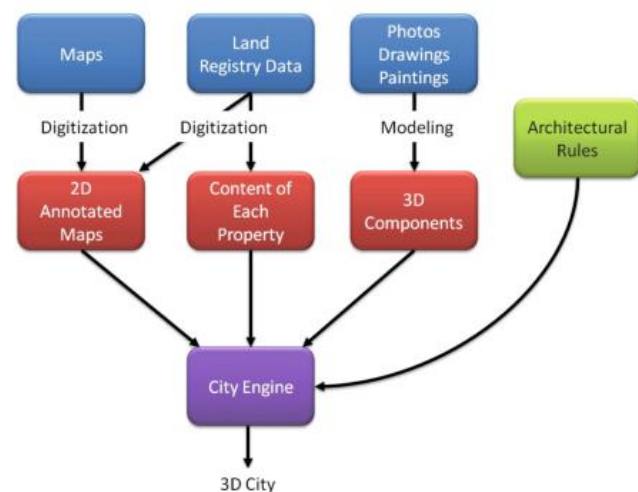 Maps
Land
Registry Data
Photos
Drawings
Paintings
Digitization
Digitization
Modeling
Architectural
Rules
2D
Annotated
Maps
Content of
Each
Property
3D
Components
City Engine
3D City